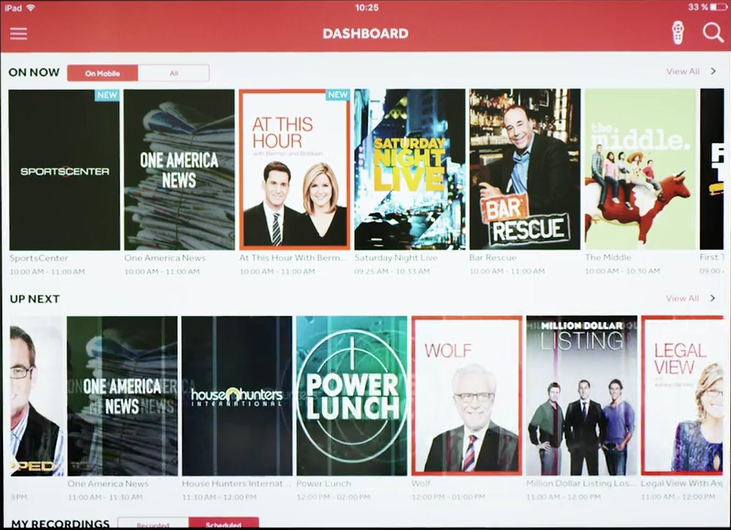 iPad
10:25
33 %
DASHBOARD
ON NOW
On Mobile
All
View All
NEW
SPORTSCENTER
ONE AMERICA
NEWS
NEW
AT THIS
HOUR
with Berman and Bolduan
SATURDAY
NIGHT
LIVE
BAR
RESCUE
the
middle.
SportsCenter
10:00 AM - 11:00 AM
One America News
10:00 AM - 11:00 AM
At This Hour With Berm...
10:00 AM - 11:00 AM
Saturday Night Live
09:25 AM - 10:33 AM
Bar Rescue
10:00 AM - 11:00 AM
The Middle
10:00 AM - 10:30 AM
First T
09:00
UP NEXT
View All
PED
ONE AMERICA
NEWS
house hunters
INTERNATIONAL
POWER
LUNCH
WOLF
MILLION DOLLAR
LISTING
LEGAL
VIEW
PM
One America News
11:00 AM - 11:30 AM
House Hunters Internat...
11:10 AM - 12:00 PM
Power Lunch
12:00 PM - 02:00 PM
Wolf
12:00 PM - 01:00 PM
Million Dollar Listing Los...
11:00 AM - 12:00 PM
Legal View With As
11:00 AM - 12:00 PM
MY RECORDINGS
Recorded
Scheduled